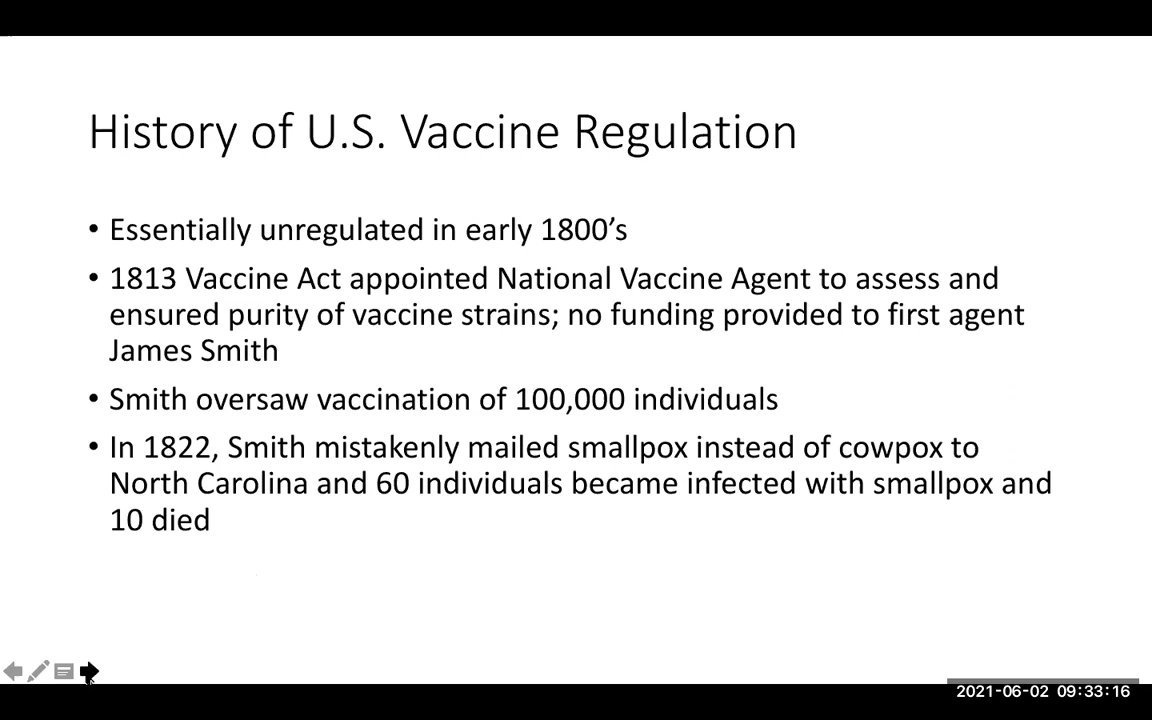 History of U.S. Vaccine Regulation
• Essentially unregulated in early 1800’s
• 1813 Vaccine Act appointed National Vaccine Agent to assess and
ensured purity of vaccine strains; no funding provided to first agent
James Smith
• Smith oversaw vaccination of 100,000 individuals
• In 1822, Smith mistakenly mailed smallpox instead of cowpox to
North Carolina and 60 individuals became infected with smallpox and
10 died
2021-06-02 09:33:16